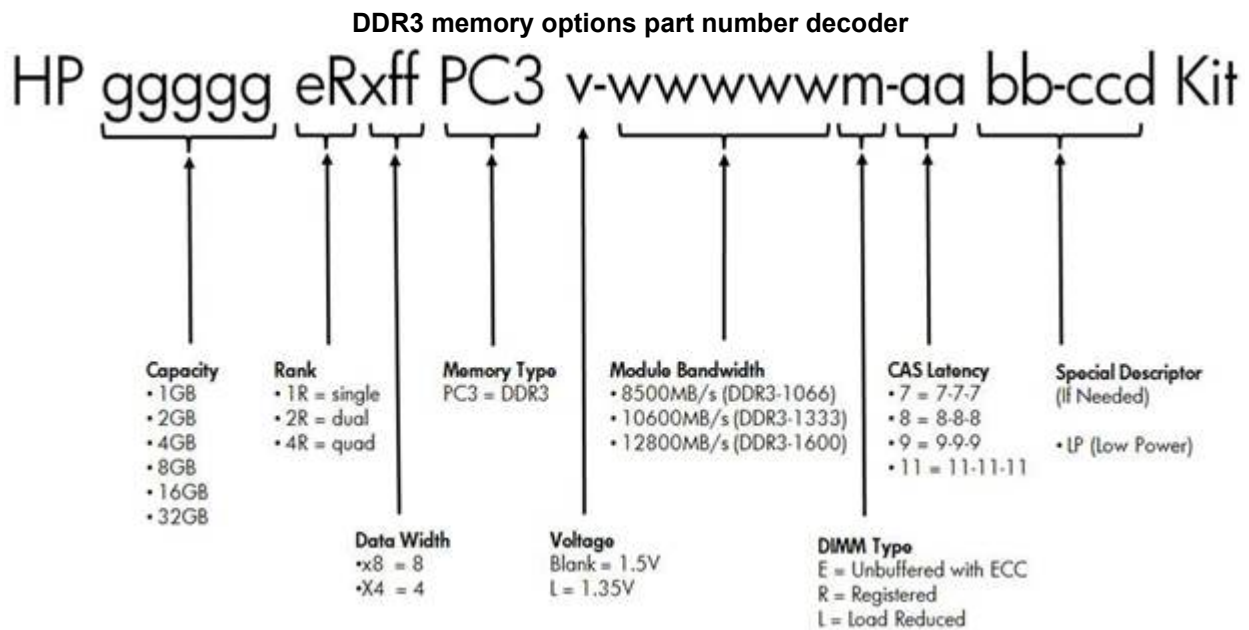 DDR3 memory options part number decoder
HP ggggg eRxff PC3 v-wwwwwm-aa bb-ccd Kit
Capacity
• 1GB
• 2GB
• 4GB
• 8GB
• 16GB
• 32GB
Rank
• 1R = single
• 2R = dual
• 4R = quad
Memory Type
PC3 = DDR3
Module Bandwidth
• 8500MB/s (DDR3-1066)
• 10600MB/s (DDR3-1333)
• 12800MB/s (DDR3-1600)
CAS Latency
• 7 = 7-7-7
• 8 = 8-8-8
• 9 = 9-9-9
• 11 = 11-11-11
Special Descriptor
(If Needed)
• LP (Low Power)
Data Width
•x8 = 8
•X4 = 4
Voltage
Blank = 1.5V
L = 1.35V
DIMM Type
E = Unbuffered with ECC
R = Registered
L = Load Reduced